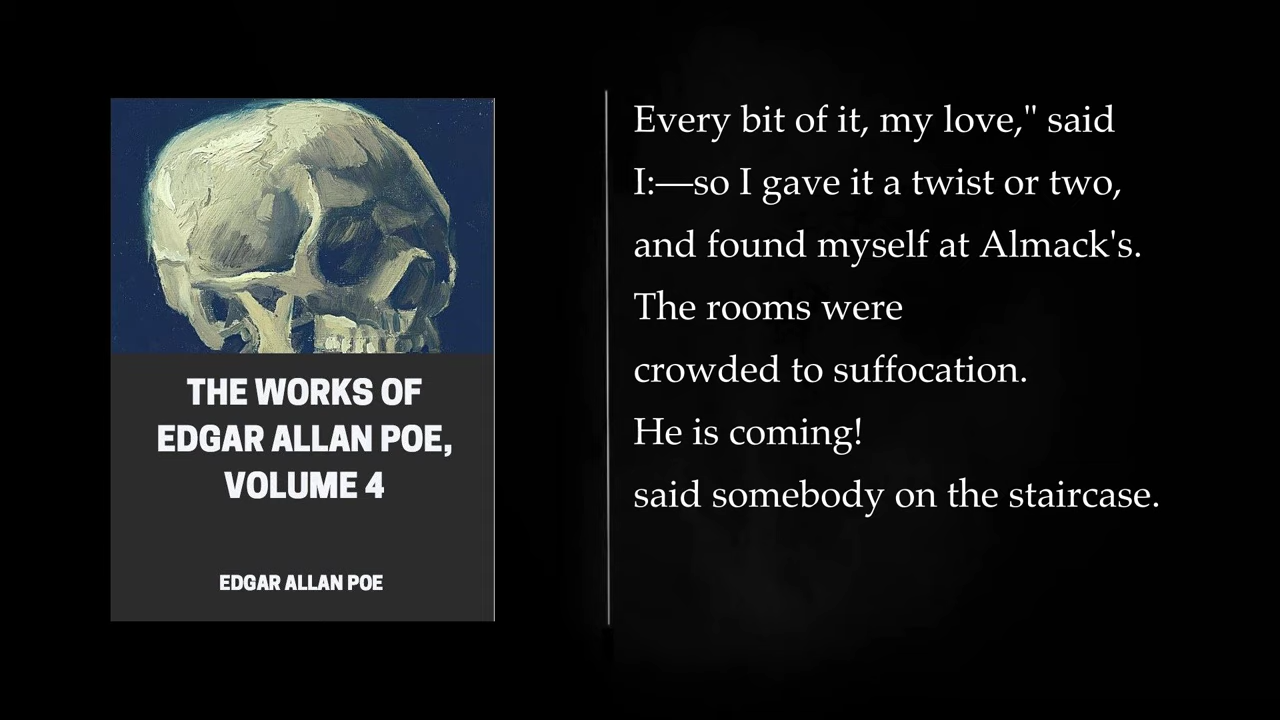 THE WORKS OF
EDGAR ALLAN POE,
VOLUME 4
EDGAR ALLAN POE
Every bit of it, my love," said
I:—so I gave it a twist or two,
and found myself at Almack's.
The rooms were
crowded to suffocation.
He is coming!
said somebody on the staircase.